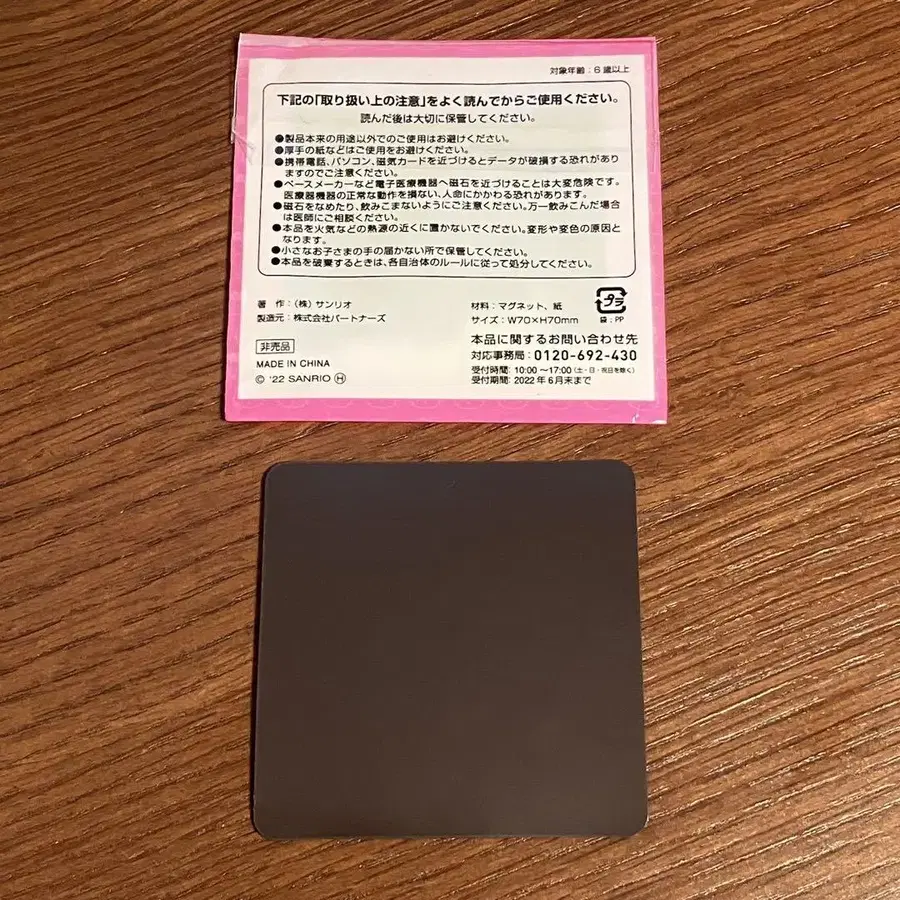 対象年齢：6歳以上
下記の「取り扱い上の注意」をよく読んでからご使用ください。
読んだ後は大切に保管してください。
●製品本来の用途以外でのご使用はお避けください。
●厚手の紙などはご使用をお避けください。
●携帯電話、パソコン、磁気カードを近づけるとデータが破損する恐れがあり
ますのでご注意ください。
●ペースメーカーなど電子医療機器へ磁石を近づけることは大変危険です。
医療器機器の正常な動作を損ない、人命にかかわる恐れがあります。
●磁石をなめたり、飲みこまないようにご注意ください。万一飲みこんだ場合
は医師にご相談ください。
●本品を火気などの熱源の近くに置かないでください。変形や変色の原因と
なります。
●小さなお子さまの手の届かない所で保管してください。
●本品を破棄するときは、各自治体のルールに従って処分してください。
著 作：（株）サンリオ
製造元：株式会社パートナーズ
材料：マグネット、紙
サイズ：W70×H70mm
プラ
袋：PP
非売品
MADE IN CHINA
© '22 SANRIO Ⓗ
本品に関するお問い合わせ先
対応事務局：0120-692-430
受付時間：10:00～17:00（土・日・祝日を除く）
受付期間：2022年6月末まで